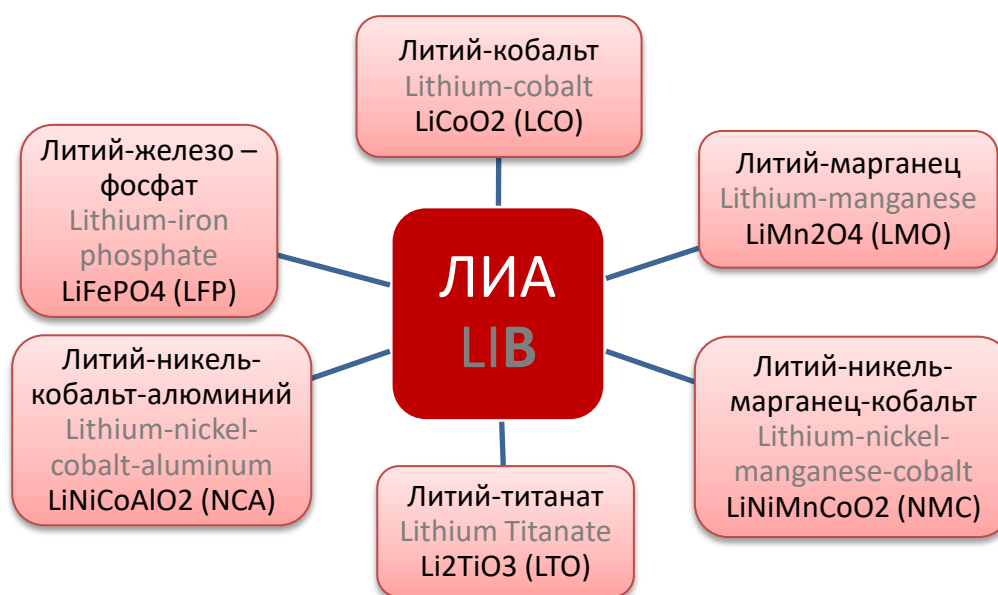 Литий-кобальт
Lithium-cobalt
LiCoO2 (LCO)
Литий-железо –
фосфат
Lithium-iron
phosphate
LiFePO4 (LFP)
Литий-марганец
Lithium-manganese
LiMn2O4 (LMO)
ЛИА
LIB
Литий-никель-
кобальт-алюминий
Lithium-nickel-
cobalt-aluminum
LiNiCoAlO2 (NCA)
Литий-никель-
марганец-кобальт
Lithium-nickel-
manganese-cobalt
LiNiMnCoO2 (NMC)
Литий-титанат
Lithium Titanate
Li2TiO3 (LTO)